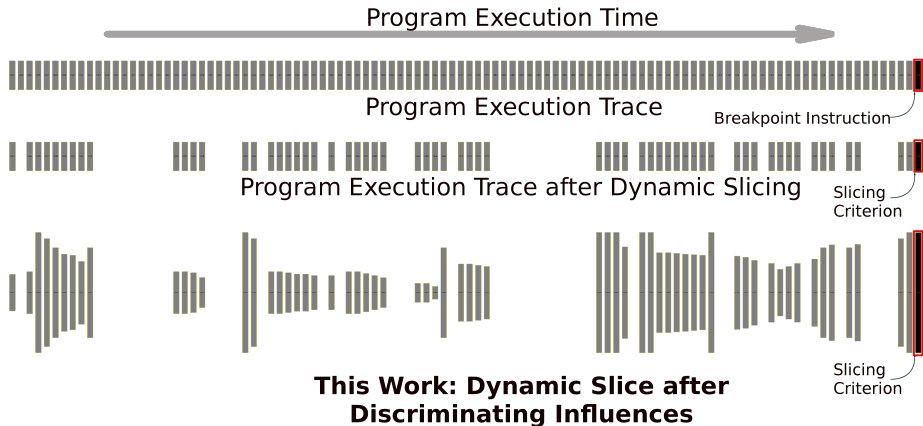 Program Execution Time
Program Execution Trace
Breakpoint Instruction
Program Execution Trace after Dynamic Slicing
Slicing
Criterion
Slicing
Criterion
This Work: Dynamic Slice after
Discriminating Influences